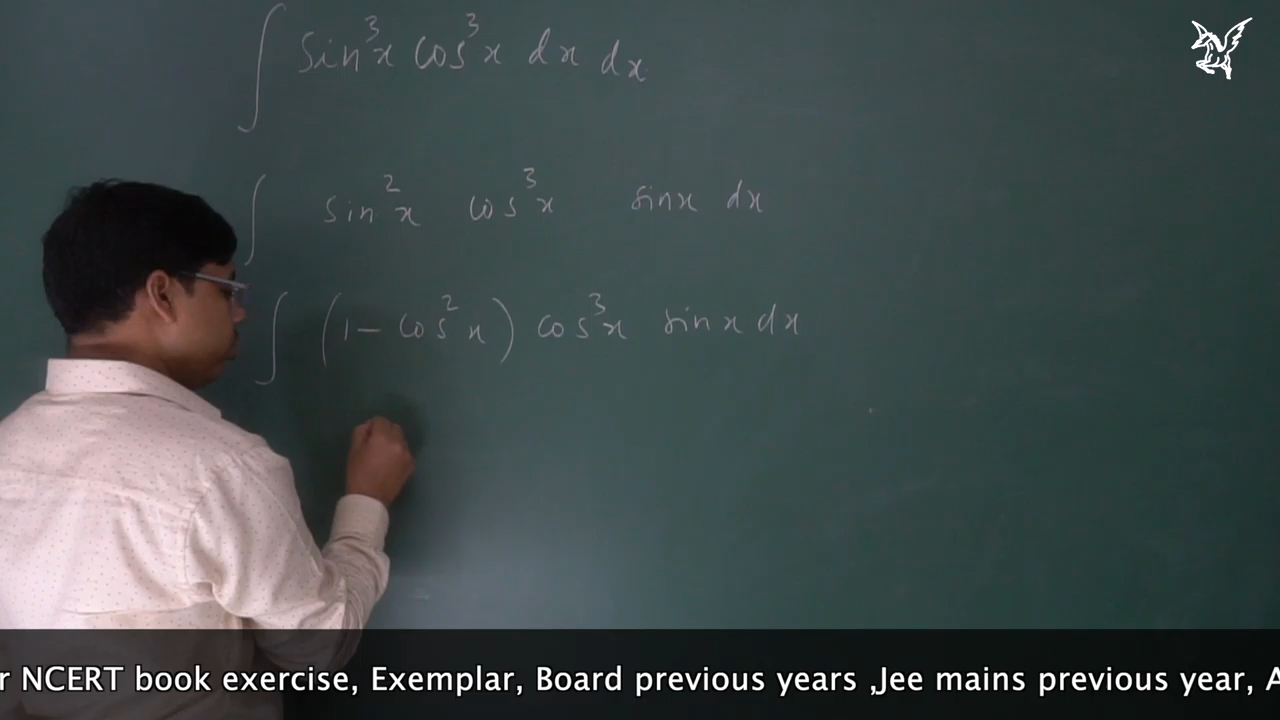 ∫ sin³x cos³x dx dx
∫ sin²x cos³x sinx dx
∫ (1 - cos²x) cos³x sinx dx
r NCERT book exercise, Exemplar, Board previous years ,Jee mains previous year, A